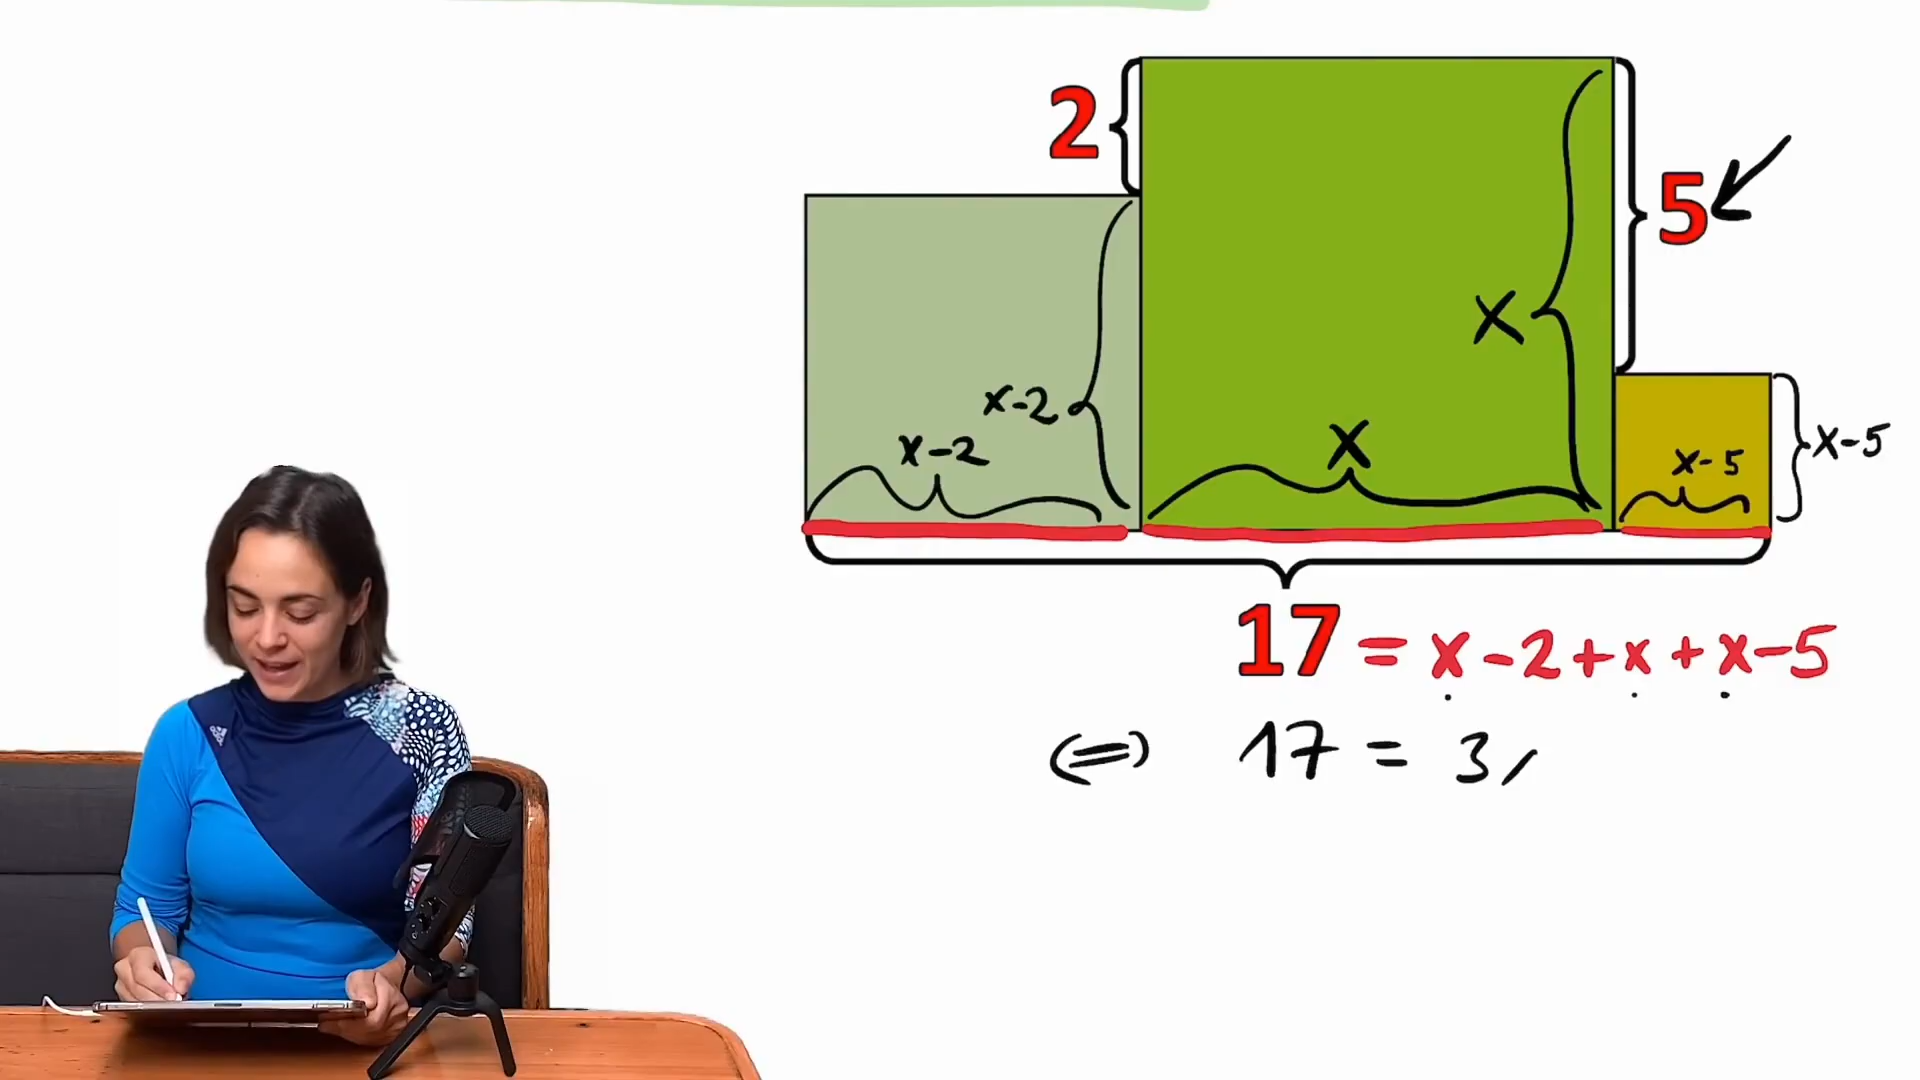 2
5
x
x-2
x-2
x
x-5
x-5
17 = x-2+x+x-5
(=) 17 = 3